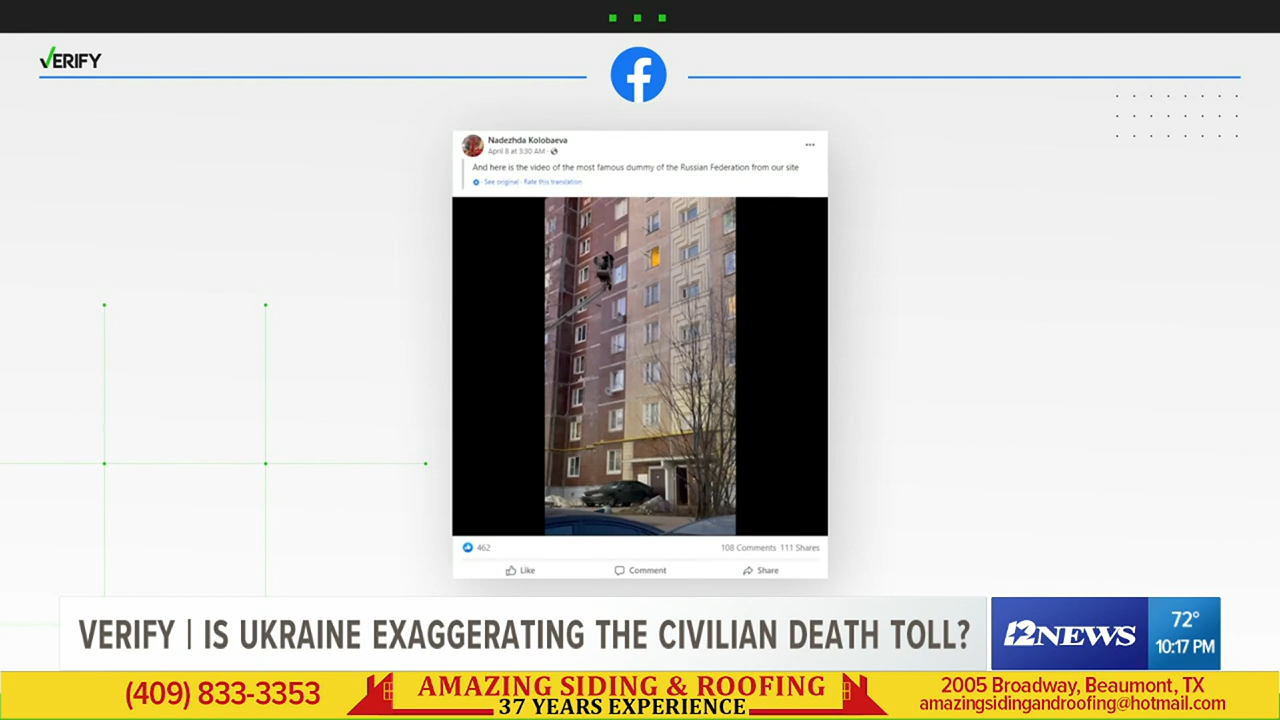 VERIFY
Nadezhda Kolobaeva
April 8 at 3:30 AM ·
And here is the video of the most famous dummy of the Russian Federation from our site
· See original · Rate this translation
462
108 Comments 111 Shares
Like Comment Share
VERIFY | IS UKRAINE EXAGGERATING THE CIVILIAN DEATH TOLL?
12NEWS
72°
10:17 PM
(409) 833-3353
AMAZING SIDING & ROOFING
37 YEARS EXPERIENCE
2005 Broadway, Beaumont, TX
amazingsidingandroofing@hotmail.com